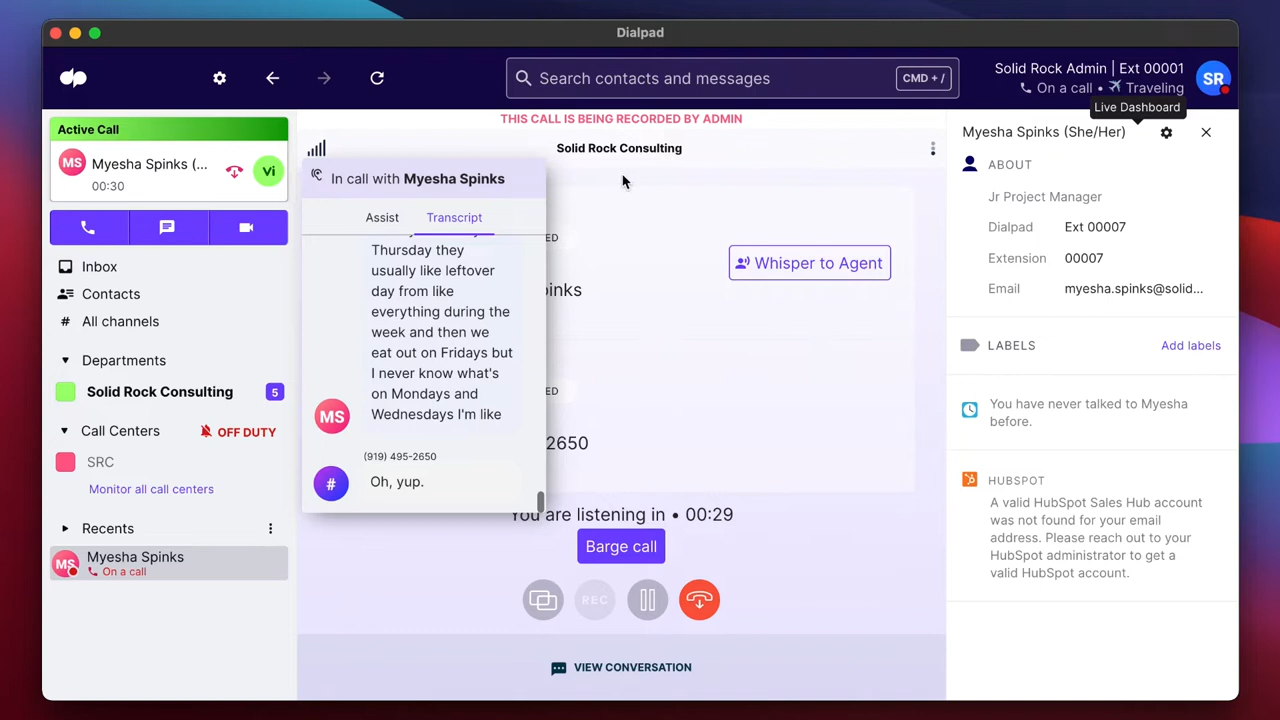 Dialpad
Search contacts and messages
CMD + /
Solid Rock Admin | Ext 00001
On a call • Traveling
SR
Live Dashboard
Active Call
MS
Myesha Spinks (...
00:30
Vi
Inbox
Contacts
# All channels
Departments
Solid Rock Consulting
5
Call Centers
OFF DUTY
SRC
Monitor all call centers
Recents
MS
Myesha Spinks
On a call
THIS CALL IS BEING RECORDED BY ADMIN
Solid Rock Consulting
In call with Myesha Spinks
Assist
Transcript
Thursday they
usually like leftover
day from like
everything during the
week and then we
eat out on Fridays but
I never know what's
on Mondays and
Wednesdays I'm like
MS
(919) 495-2650
#
Oh, yup.
ED
pinks
Whisper to Agent
ED
2650
You are listening in • 00:29
Barge call
REC
VIEW CONVERSATION
Myesha Spinks (She/Her)
ABOUT
Jr Project Manager
Dialpad Ext 00007
Extension 00007
Email myesha.spinks@solid...
LABELS
Add labels
You have never talked to Myesha
before.
HUBSPOT
A valid HubSpot Sales Hub account
was not found for your email
address. Please reach out to your
HubSpot administrator to get a
valid HubSpot account.